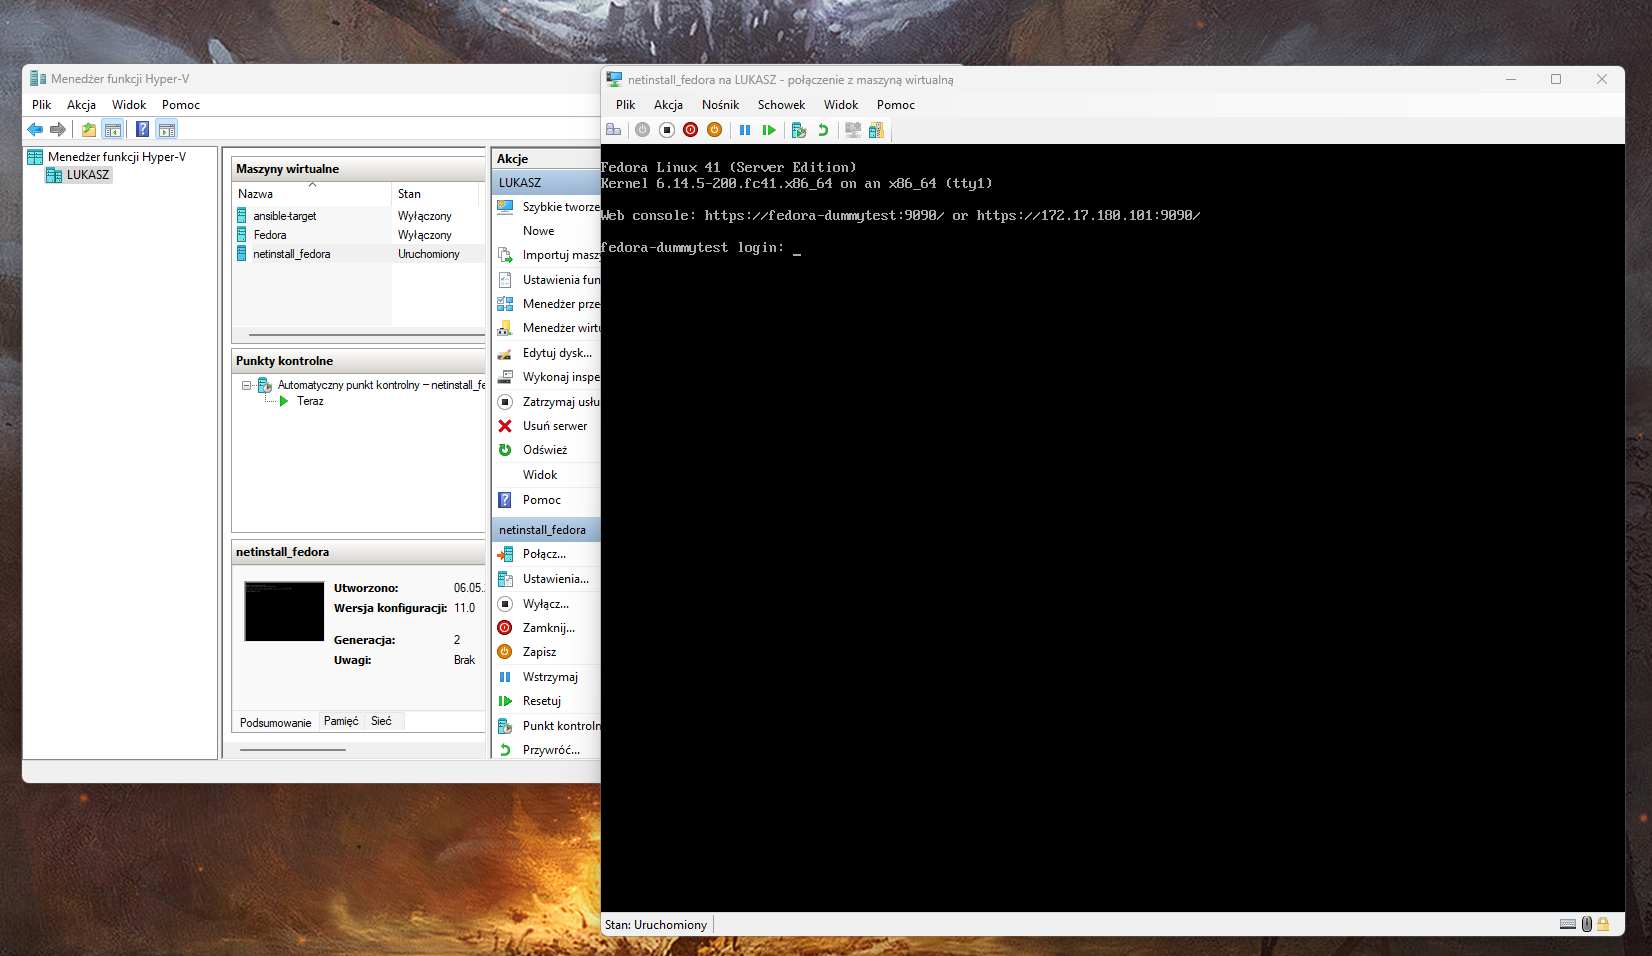 Menedżer funkcji Hyper-V
Plik Akcja Widok Pomoc
Menedżer funkcji Hyper-V
LUKASZ
Maszyny wirtualne
Nazwa Stan
ansible-target Wyłączony
Fedora Wyłączony
netinstall_fedora Uruchomiony
Punkty kontrolne
Automatyczny punkt kontrolny – netinstall_fe
Teraz
netinstall_fedora
Utworzono: 06.05.
Wersja konfiguracji: 11.0
Generacja: 2
Uwagi: Brak
Podsumowanie Pamięć Sieć
Akcje
LUKASZ
Szybkie tworze
Nowe
Importuj masz
Ustawienia fun
Menedżer prze
Menedżer wirtu
Edytuj dysk...
Wykonaj inspe
Zatrzymaj usłu
Usuń serwer
Odśwież
Widok
Pomoc
netinstall_fedora
Połącz...
Ustawienia...
Wyłącz...
Zamknij...
Zapisz
Wstrzymaj
Resetuj
Punkt kontroln
Przywróć...
netinstall_fedora na LUKASZ - połączenie z maszyną wirtualną
Plik Akcja Nośnik Schowek Widok Pomoc
Fedora Linux 41 (Server Edition)
Kernel 6.14.5-200.fc41.x86_64 on an x86_64 (tty1)
Web console: https://fedora-dummytest:9090/ or https://172.17.180.101:9090/
fedora-dummytest login: _
Stan: Uruchomiony